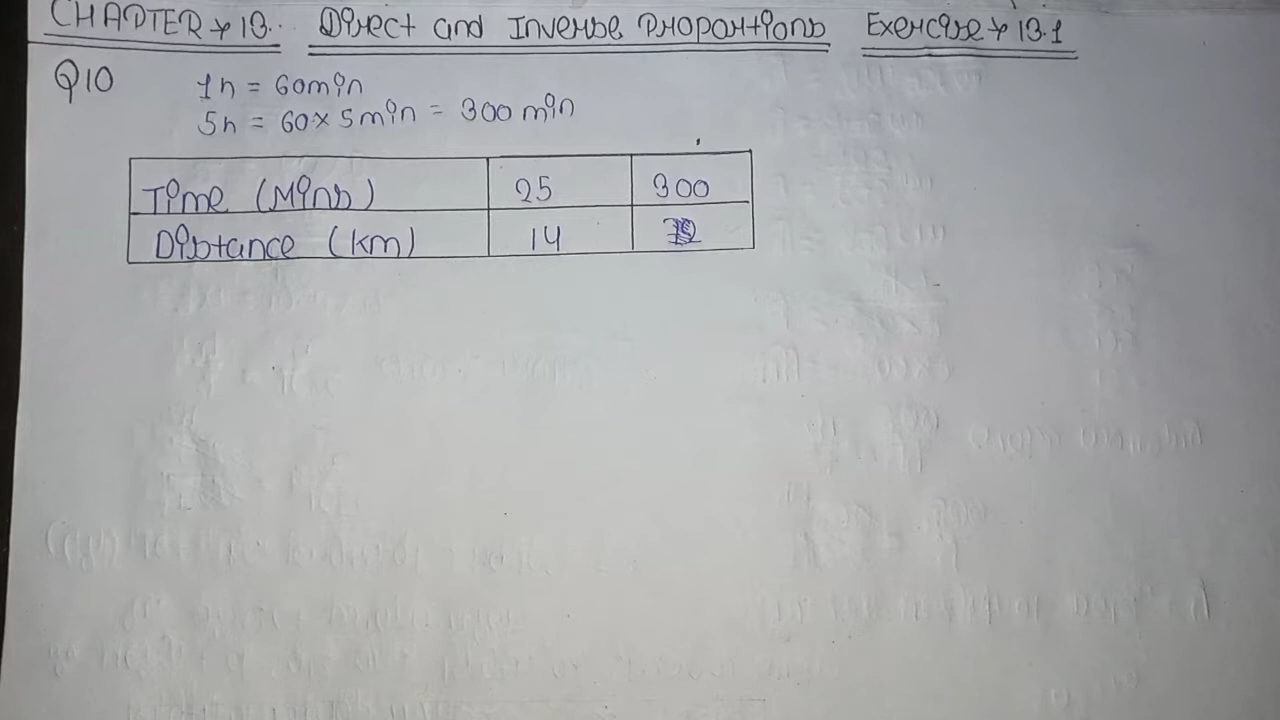 CHAPTER → 13. Direct and Inverse Proportions Exercise → 13.1
Q10 1h = 60min
5h = 60×5min = 300 min
Time (Mins) 25 300
Distance (km) 14